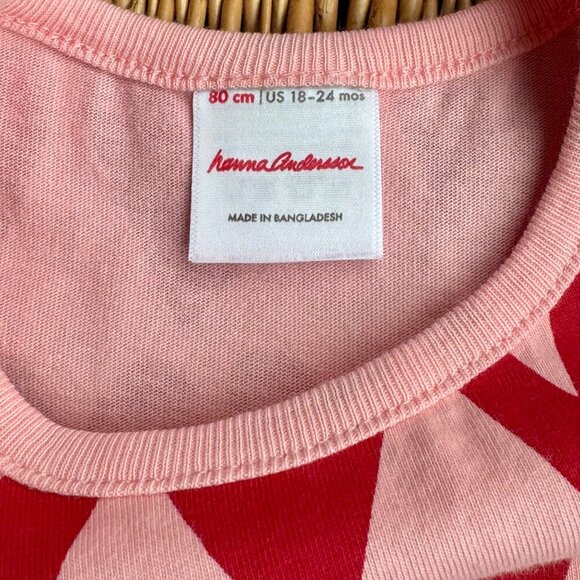 80 cm | US 18-24 mos
hanna Andersson
MADE IN BANGLADESH